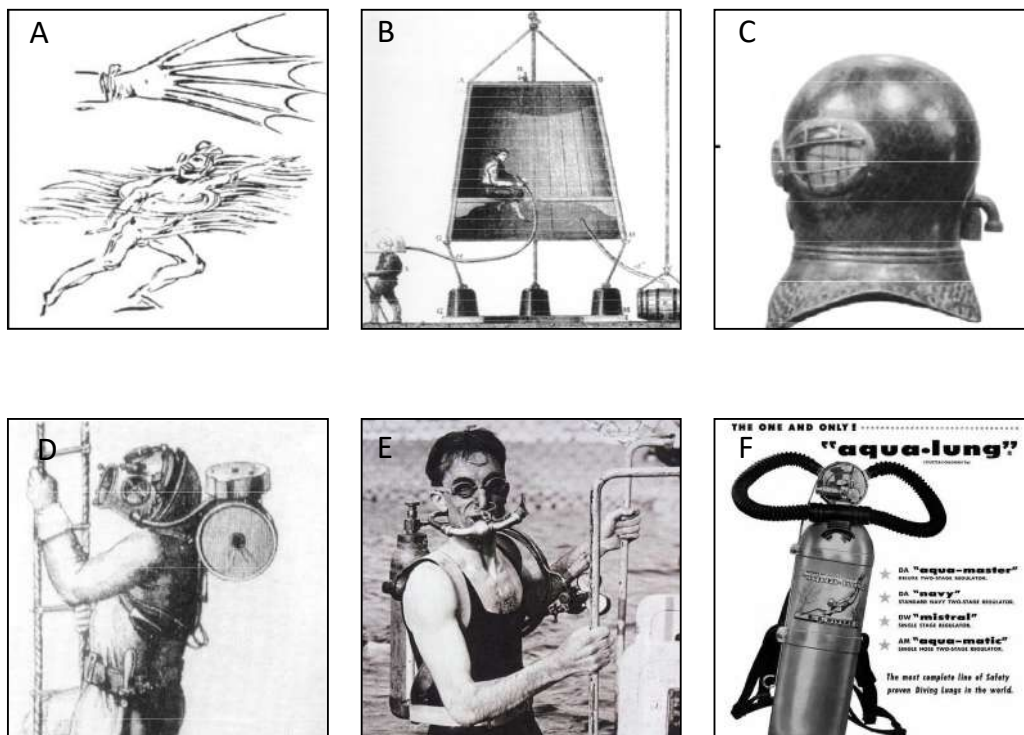 A
B
C
D
E
F
THE ONE AND ONLY!
"aqua-lung"
DA "aqua-master"
DELUXE TWO-STAGE REGULATOR.
DA "navy"
STANDARD NAVY TWO-STAGE REGULATOR.
DW "mistral"
SINGLE STAGE REGULATOR.
AM "aqua-matic"
SINGLE HOSE TWO-STAGE REGULATOR.
The most complete line of Safety
proven Diving Lungs in the world.